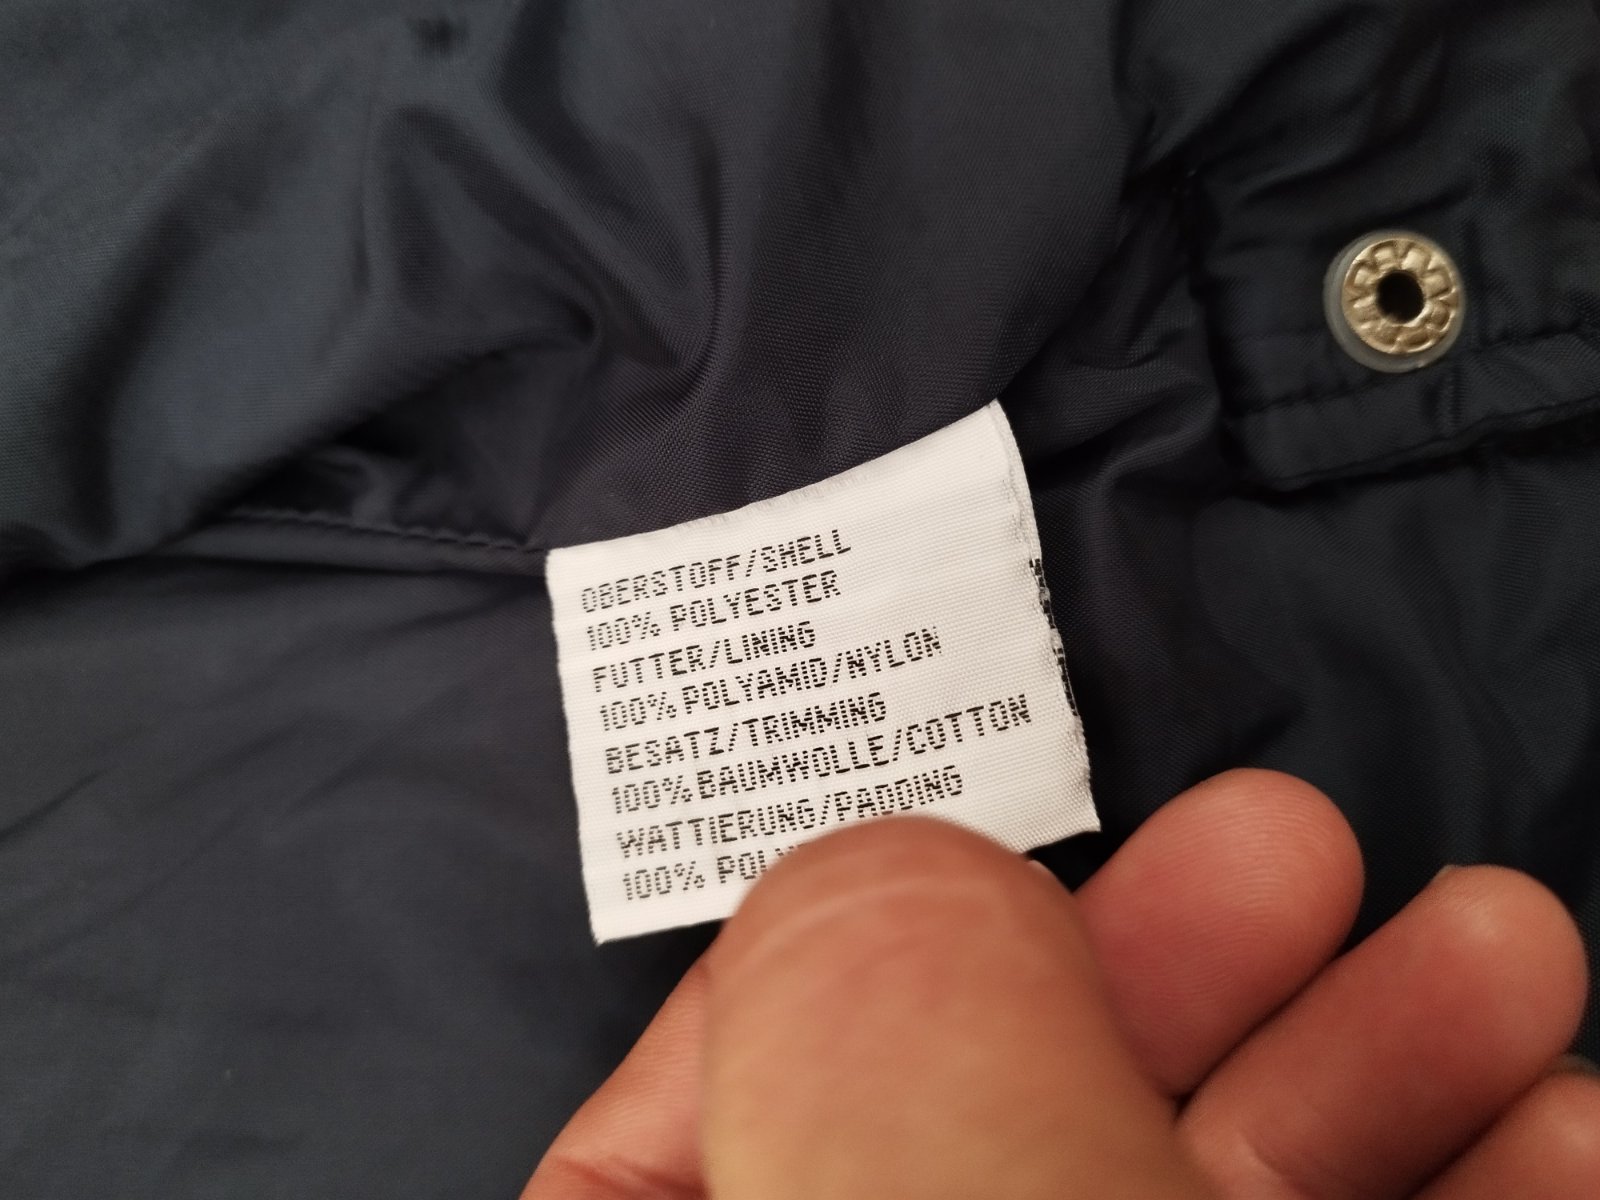 OBERSTOFF/SHELL
100% POLYESTER
FUTTER/LINING
100% POLYAMID/NYLON
BESATZ/TRIMMING
100% BAUMWOLLE/COTTON
WATTIERUNG/PADDING
100%